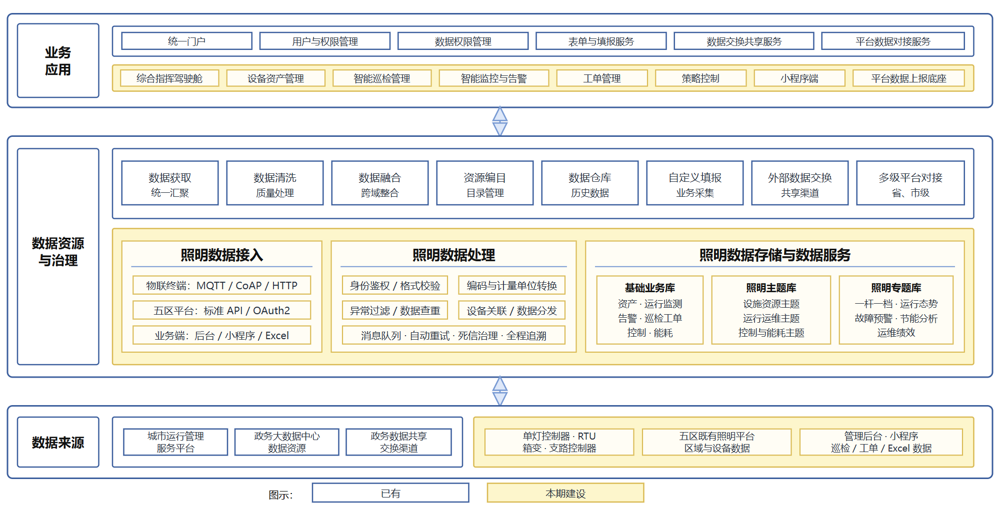 业务
应用
统一门户
用户与权限管理
数据权限管理
表单与填报服务
数据交换共享服务
平台数据对接服务
综合指挥驾驶舱
设备资产管理
智能巡检管理
智能监控与告警
工单管理
策略控制
小程序端
平台数据上报底座
数据资源
与治理
数据获取
统一汇聚
数据清洗
质量处理
数据融合
跨域整合
资源编目
目录管理
数据仓库
历史数据
自定义填报
业务采集
外部数据交换
共享渠道
多级平台对接
省、市级
照明数据接入
物联终端：MQTT / CoAP / HTTP
五区平台：标准 API / OAuth2
业务端：后台 / 小程序 / Excel
照明数据处理
身份鉴权 / 格式校验
编码与计量单位转换
异常过滤 / 数据查重
设备关联 / 数据分发
消息队列 · 自动重试 · 死信治理 · 全程追溯
照明数据存储与数据服务
基础业务库
资产 · 运行监测
告警 · 巡检工单
控制 · 能耗
照明主题库
设施资源主题
运行运维主题
控制与能耗主题
照明专题库
一杆一档 · 运行态势
故障预警 · 节能分析
运维绩效
数据来源
城市运行管理
服务平台
政务大数据中心
数据资源
政务数据共享
交换渠道
单灯控制器 · RTU
箱变 · 支路控制器
五区既有照明平台
区域与设备数据
管理后台 · 小程序
巡检 / 工单 / Excel 数据
图示：
已有
本期建设